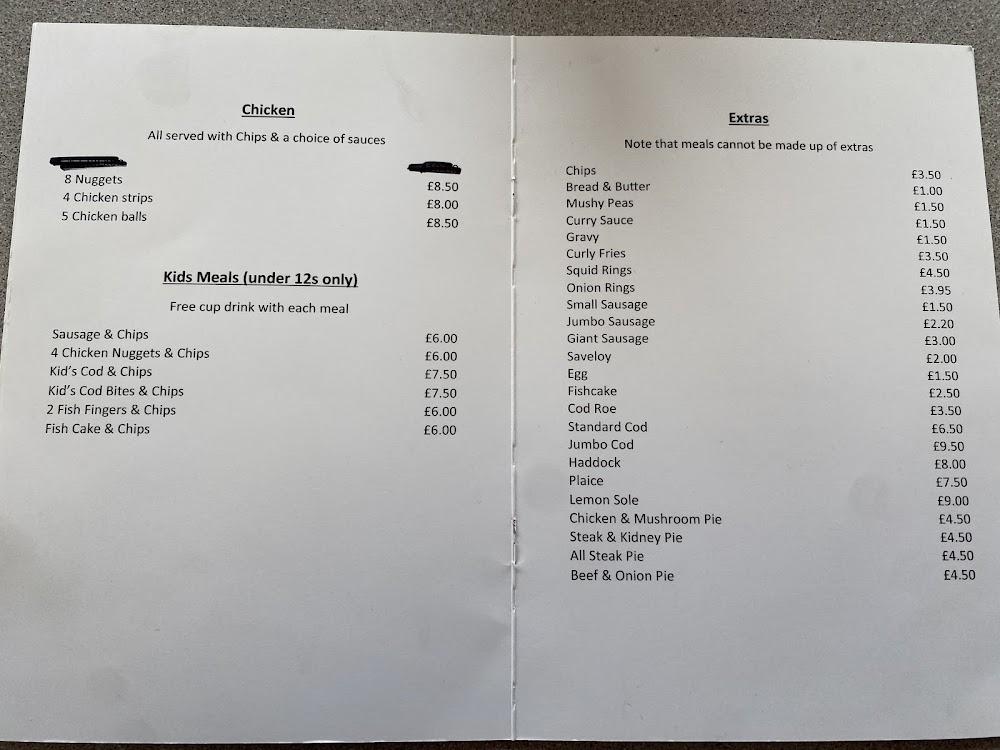 Chicken
All served with Chips & a choice of sauces
8 Nuggets £8.50
4 Chicken strips £8.00
5 Chicken balls £8.50
Kids Meals (under 12s only)
Free cup drink with each meal
Sausage & Chips £6.00
4 Chicken Nuggets & Chips £6.00
Kid's Cod & Chips £7.50
Kid's Cod Bites & Chips £7.50
2 Fish Fingers & Chips £6.00
Fish Cake & Chips £6.00
Extras
Note that meals cannot be made up of extras
Chips £3.50
Bread & Butter £1.00
Mushy Peas £1.50
Curry Sauce £1.50
Gravy £1.50
Curly Fries £3.50
Squid Rings £4.50
Onion Rings £3.95
Small Sausage £1.50
Jumbo Sausage £2.20
Giant Sausage £3.00
Saveloy £2.00
Egg £1.50
Fishcake £2.50
Cod Roe £3.50
Standard Cod £6.50
Jumbo Cod £9.50
Haddock £8.00
Plaice £7.50
Lemon Sole £9.00
Chicken & Mushroom Pie £4.50
Steak & Kidney Pie £4.50
All Steak Pie £4.50
Beef & Onion Pie £4.50